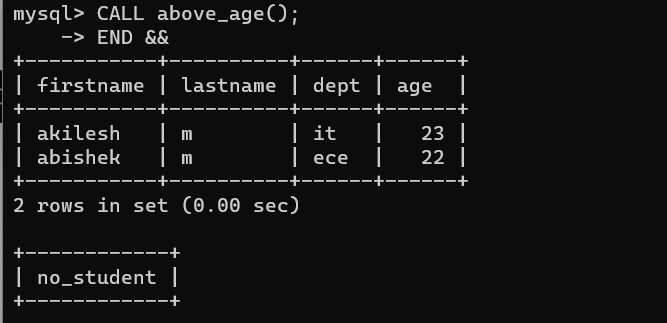 mysql> CALL above_age();
    -> END &&
+-----------+----------+------+------+
| firstname | lastname | dept | age  |
+-----------+----------+------+------+
| akilesh   | m        | it   |   23 |
| abishek   | m        | ece  |   22 |
+-----------+----------+------+------+
2 rows in set (0.00 sec)

+------------+
| no_student |
+------------+